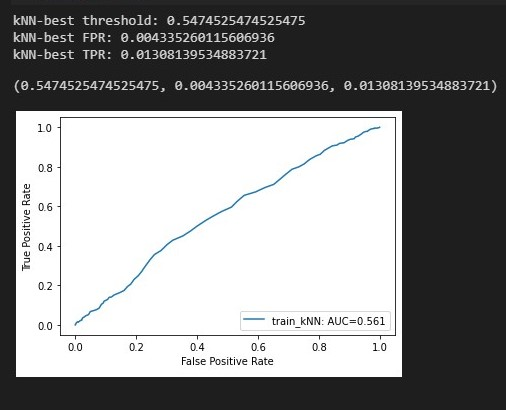 kNN-best threshold: 0.5474525474525475
kNN-best FPR: 0.004335260115606936
kNN-best TPR: 0.01308139534883721
(0.5474525474525475, 0.004335260115606936, 0.01308139534883721)
1.0
0.8
0.6
0.4
0.2
0.0
True Positive Rate
train_kNN: AUC=0.561
0.0 0.2 0.4 0.6 0.8 1.0
False Positive Rate